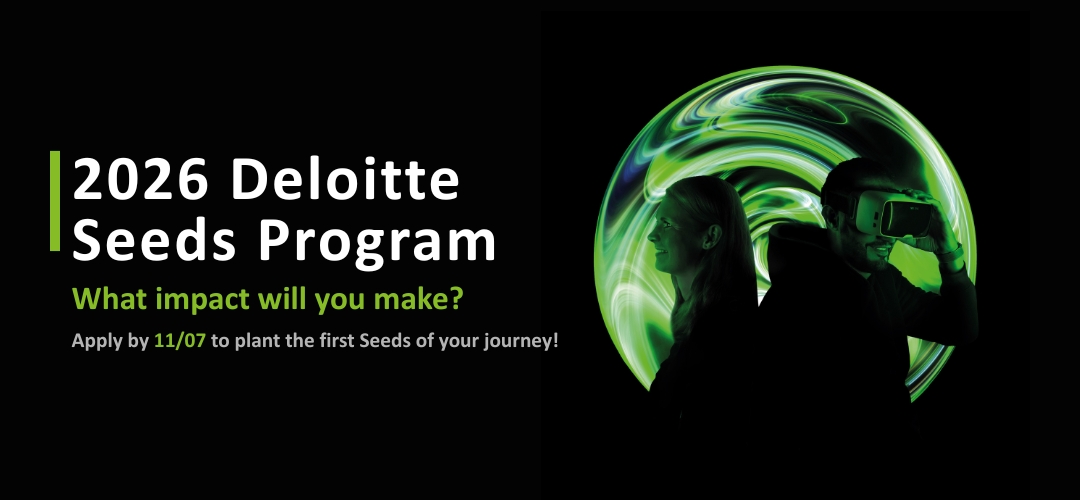 2026 Deloitte
Seeds Program
What impact will you make?
Apply by 11/07 to plant the first Seeds of your journey!